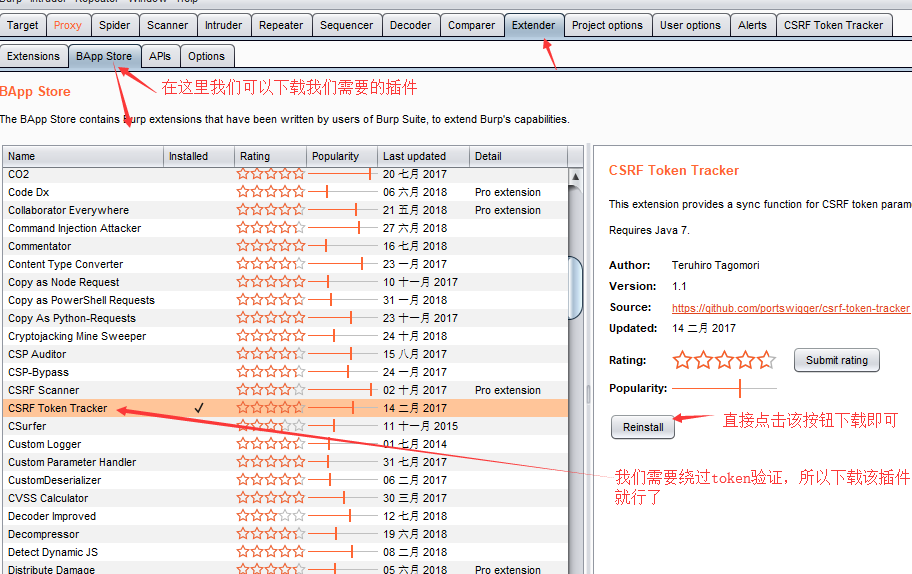 Burp Intruder Repeater Window Help
Target Proxy Spider Scanner Intruder Repeater Sequencer Decoder Comparer Extender Project options User options Alerts CSRF Token Tracker
Extensions BApp Store APIs Options
在这里我们可以下载我们需要的插件
BApp Store
The BApp Store contains Burp extensions that have been written by users of Burp Suite, to extend Burp's capabilities.
Name Installed Rating Popularity Last updated Detail
CO2 20 七月 2017
Code Dx 06 六月 2018 Pro extension
Collaborator Everywhere 21 五月 2018 Pro extension
Command Injection Attacker 27 六月 2018
Commentator 16 七月 2018
Content Type Converter 23 一月 2017
Copy as Node Request 10 十一月 2017
Copy as PowerShell Requests 31 一月 2018
Copy As Python-Requests 23 十一月 2017
Cryptojacking Mine Sweeper 24 十月 2018
CSP Auditor 15 八月 2017
CSP-Bypass 24 一月 2017
CSRF Scanner 02 十月 2017 Pro extension
CSRF Token Tracker ✓ 14 二月 2017
CSurfer 11 十一月 2015
Custom Logger 01 七月 2014
Custom Parameter Handler 31 七月 2017
CustomDeserializer 06 二月 2017
CVSS Calculator 30 三月 2017
Decoder Improved 12 七月 2018
Decompressor 19 六月 2018
Detect Dynamic JS 08 二月 2018
Distribute Damage 05 六月 2018 Pro extension
CSRF Token Tracker
This extension provides a sync function for CSRF token param
Requires Java 7.
Author: Teruhiro Tagomori
Version: 1.1
Source: https://github.com/portswigger/csrf-token-tracker
Updated: 14 二月 2017
Rating: Submit rating
Popularity:
Reinstall
直接点击该按钮下载即可
我们需要绕过token验证，所以下载该插件
就行了